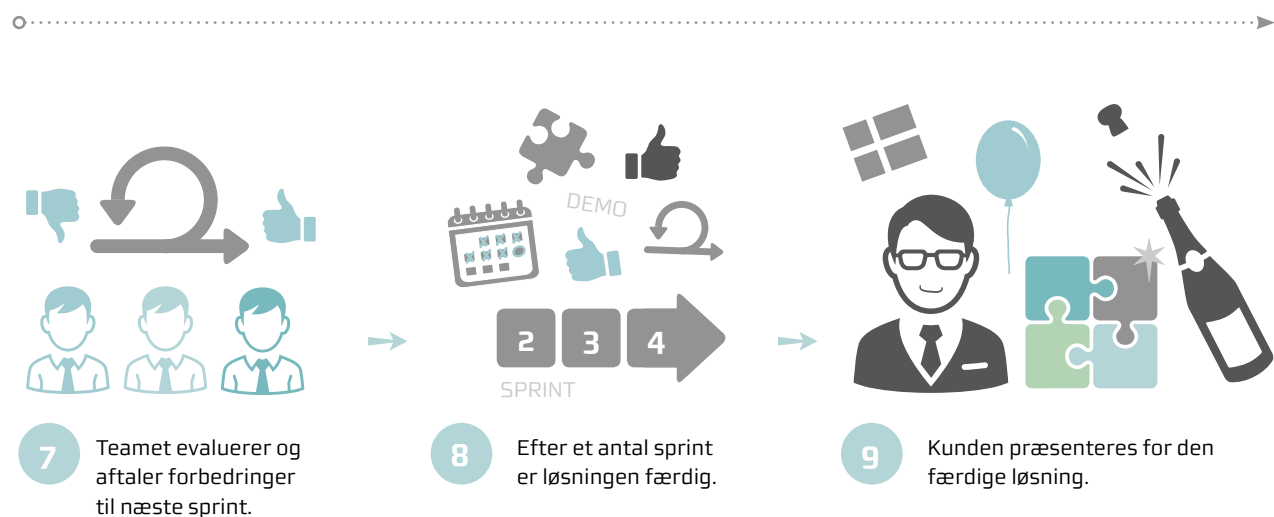 DEMO
2 3 4
SPRINT
7
Teamet evaluerer og
aftaler forbedringer
til næste sprint.
8
Efter et antal sprint
er løsningen færdig.
9
Kunden præsenteres for den
færdige løsning.